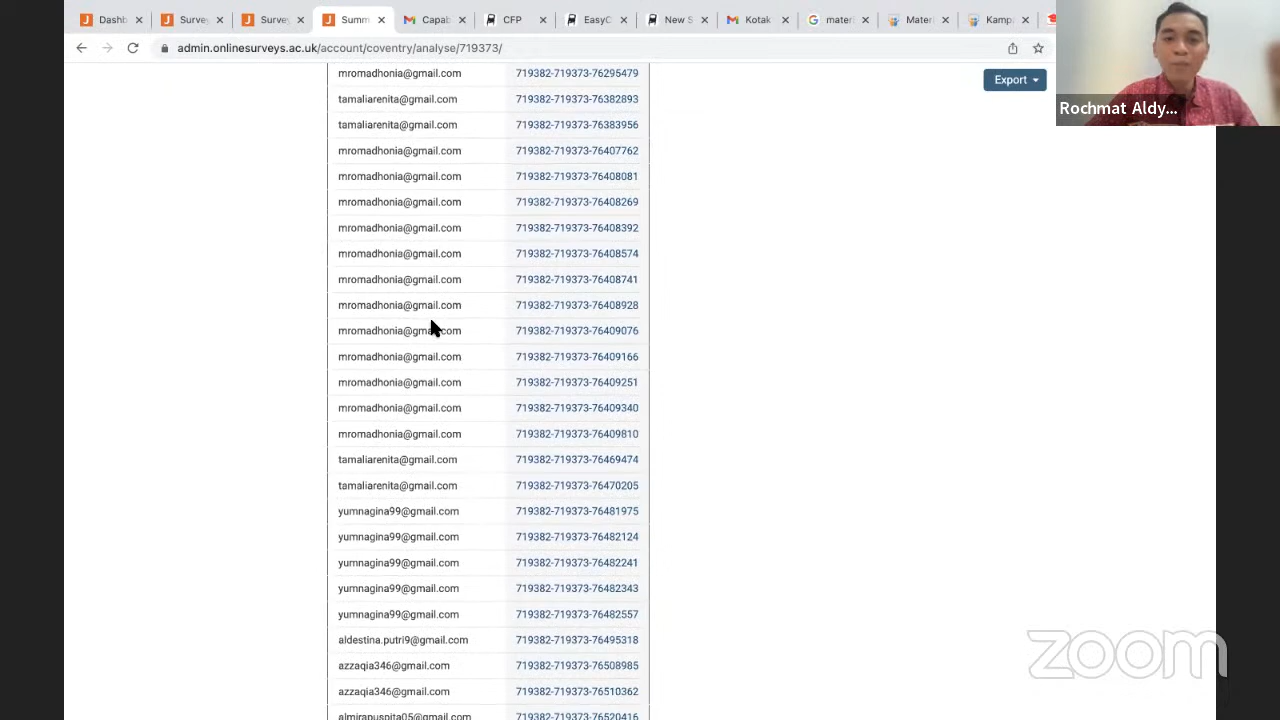 Dashb
Survey
Survey
Summ
Capab
CFP
EasyC
New S
Kotak
materi
Materi
Kampa
admin.onlinesurveys.ac.uk/account/coventry/analyse/719373/
Export
Rochmat Aldy...
mromadhonia@gmail.com 719382-719373-76295479
tamaliarenita@gmail.com 719382-719373-76382893
tamaliarenita@gmail.com 719382-719373-76383956
mromadhonia@gmail.com 719382-719373-76407762
mromadhonia@gmail.com 719382-719373-76408081
mromadhonia@gmail.com 719382-719373-76408269
mromadhonia@gmail.com 719382-719373-76408392
mromadhonia@gmail.com 719382-719373-76408574
mromadhonia@gmail.com 719382-719373-76408741
mromadhonia@gmail.com 719382-719373-76408928
mromadhonia@gmail.com 719382-719373-76409076
mromadhonia@gmail.com 719382-719373-76409166
mromadhonia@gmail.com 719382-719373-76409251
mromadhonia@gmail.com 719382-719373-76409340
mromadhonia@gmail.com 719382-719373-76409810
tamaliarenita@gmail.com 719382-719373-76469474
tamaliarenita@gmail.com 719382-719373-76470205
yumnagina99@gmail.com 719382-719373-76481975
yumnagina99@gmail.com 719382-719373-76482124
yumnagina99@gmail.com 719382-719373-76482241
yumnagina99@gmail.com 719382-719373-76482343
yumnagina99@gmail.com 719382-719373-76482557
aldestina.putri9@gmail.com 719382-719373-76495318
azzaqia346@gmail.com 719382-719373-76508985
azzaqia346@gmail.com 719382-719373-76510362
almirapuspita05@gmail.com 719382-719373-76520416
zoom